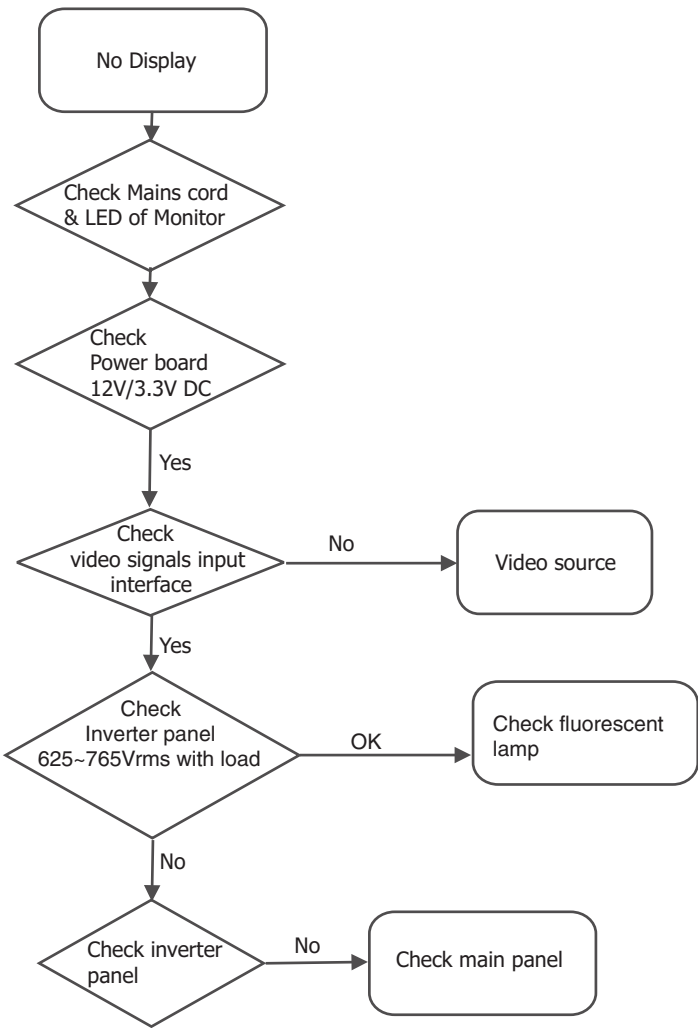 No Display
Check Mains cord
& LED of Monitor
Check
Power board
12V/3.3V DC
Yes
Check
video signals input
interface
No
Video source
Yes
Check
Inverter panel
625~765Vrms with load
OK
Check fluorescent
lamp
No
Check inverter
panel
No
Check main panel